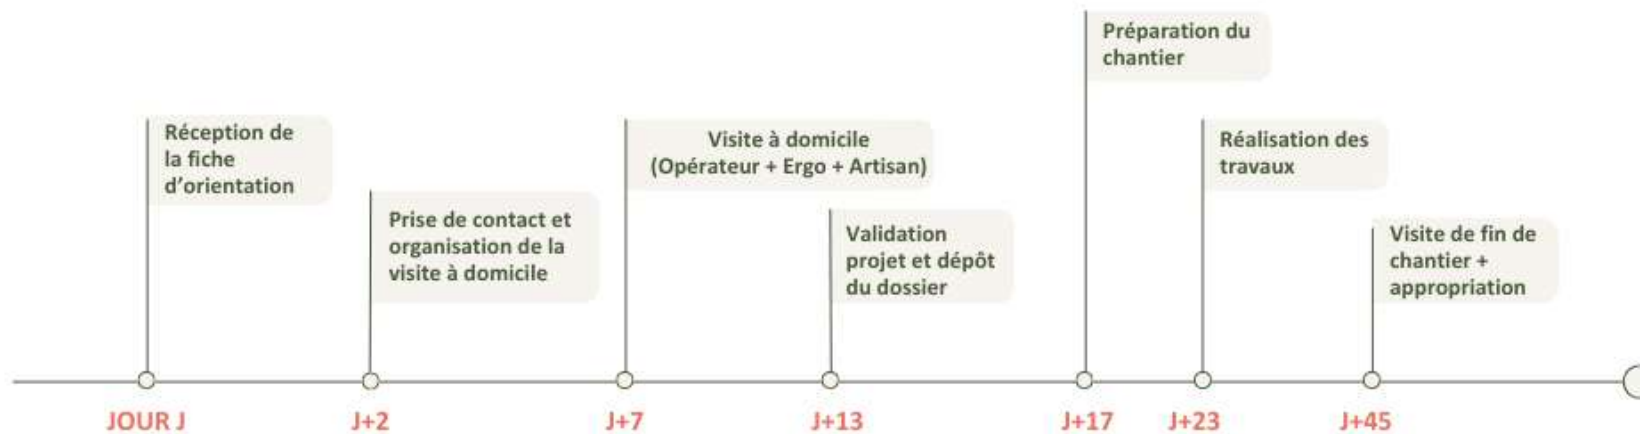 Réception de
la fiche
d'orientation
Prise de contact et
organisation de la
visite à domicile
Visite à domicile
(Opérateur + Ergo + Artisan)
Validation
projet et dépôt
du dossier
Préparation du
chantier
Réalisation des
travaux
Visite de fin de
chantier +
appropriation
JOUR J
J+2
J+7
J+13
J+17
J+23
J+45